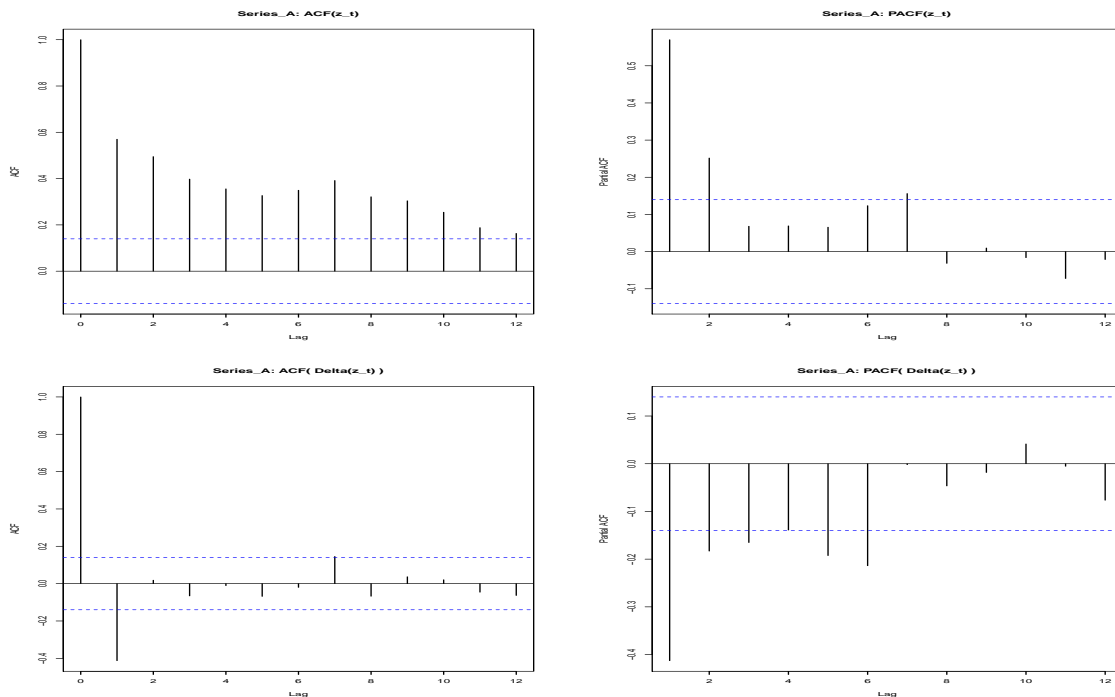 Series_A: ACF(z_t)
ACF
1.0
0.8
0.6
0.4
0.2
0.0
0 2 4 6 8 10 12
Lag
Series_A: PACF(z_t)
Partial ACF
0.5
0.4
0.3
0.2
0.1
0.0
-0.1
2 4 6 8 10 12
Lag
Series_A: ACF( Delta(z_t) )
ACF
1.0
0.8
0.6
0.4
0.2
0.0
-0.2
-0.4
0 2 4 6 8 10 12
Lag
Series_A: PACF( Delta(z_t) )
Partial ACF
0.1
0.0
-0.1
-0.2
-0.3
-0.4
2 4 6 8 10 12
Lag